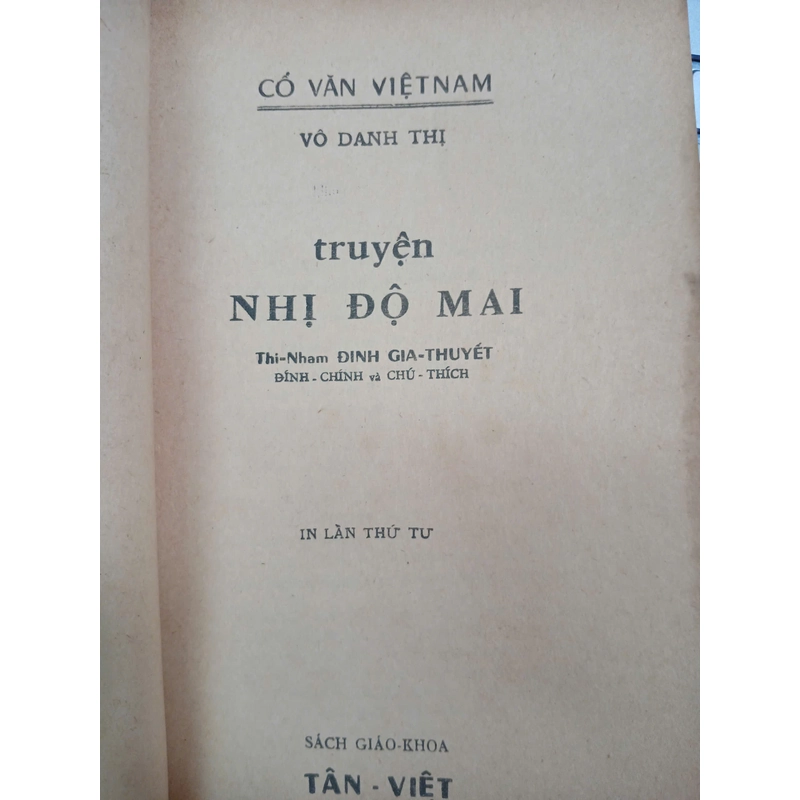 CỔ VĂN VIỆTNAM
VÔ DANH THỊ
truyện
NHỊ ĐỘ MAI
Thi-Nham ĐINH GIA-THUYẾT
ĐÍNH - CHÍNH và CHÚ - THÍCH
IN LẦN THỨ TƯ
SÁCH GIÁO-KHOA
TÂN - VIỆT